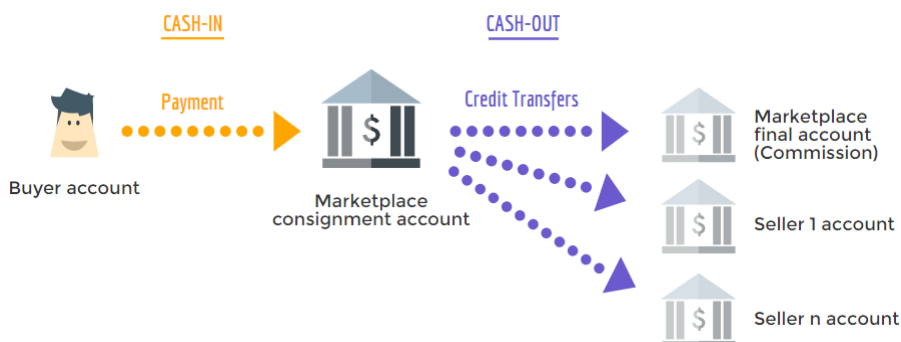 CASH-IN
CASH-OUT
Payment
Credit Transfers
$
$
Marketplace
final account
(Commission)
Buyer account
Marketplace
consignment account
$
Seller 1 account
$
Seller n account